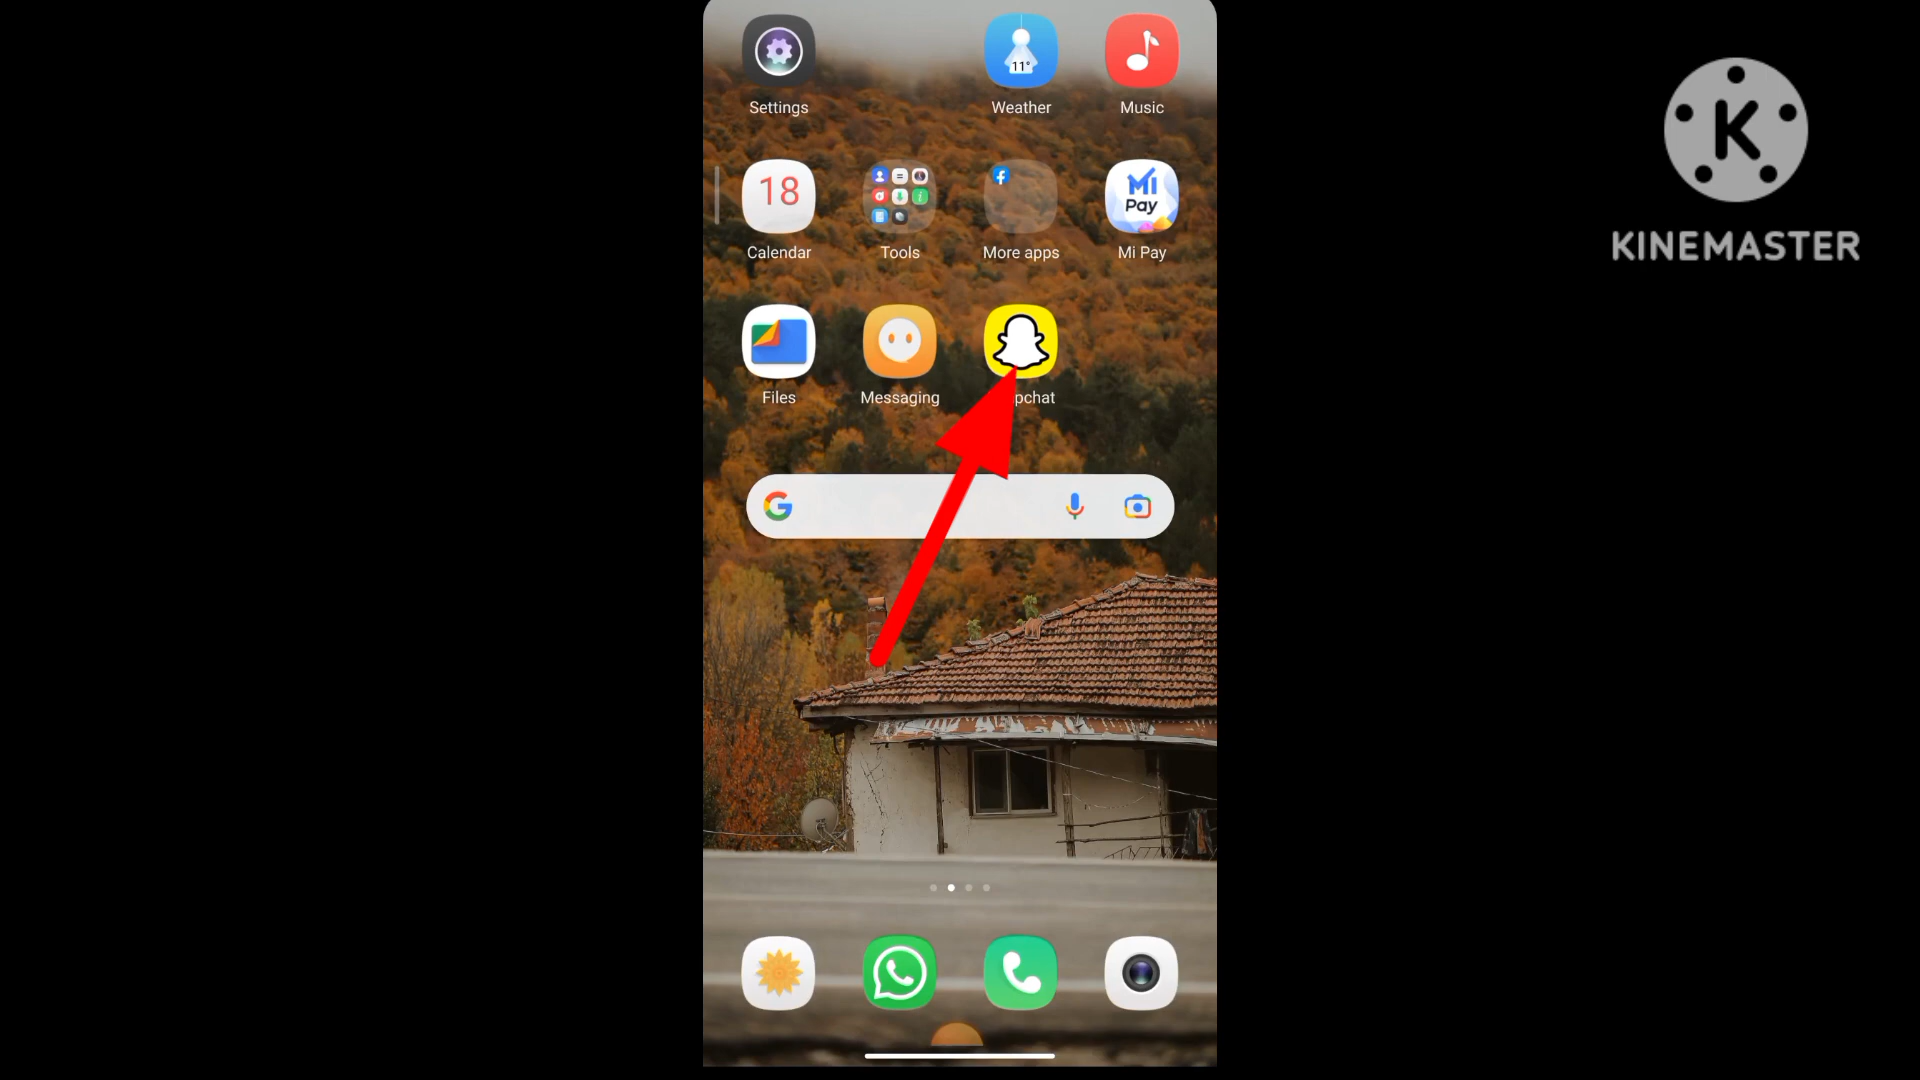 11°
Settings
Weather
Music
18
Mi
Pay
Calendar
Tools
More apps
Mi Pay
Files
Messaging
pchat
K
KINEMASTER